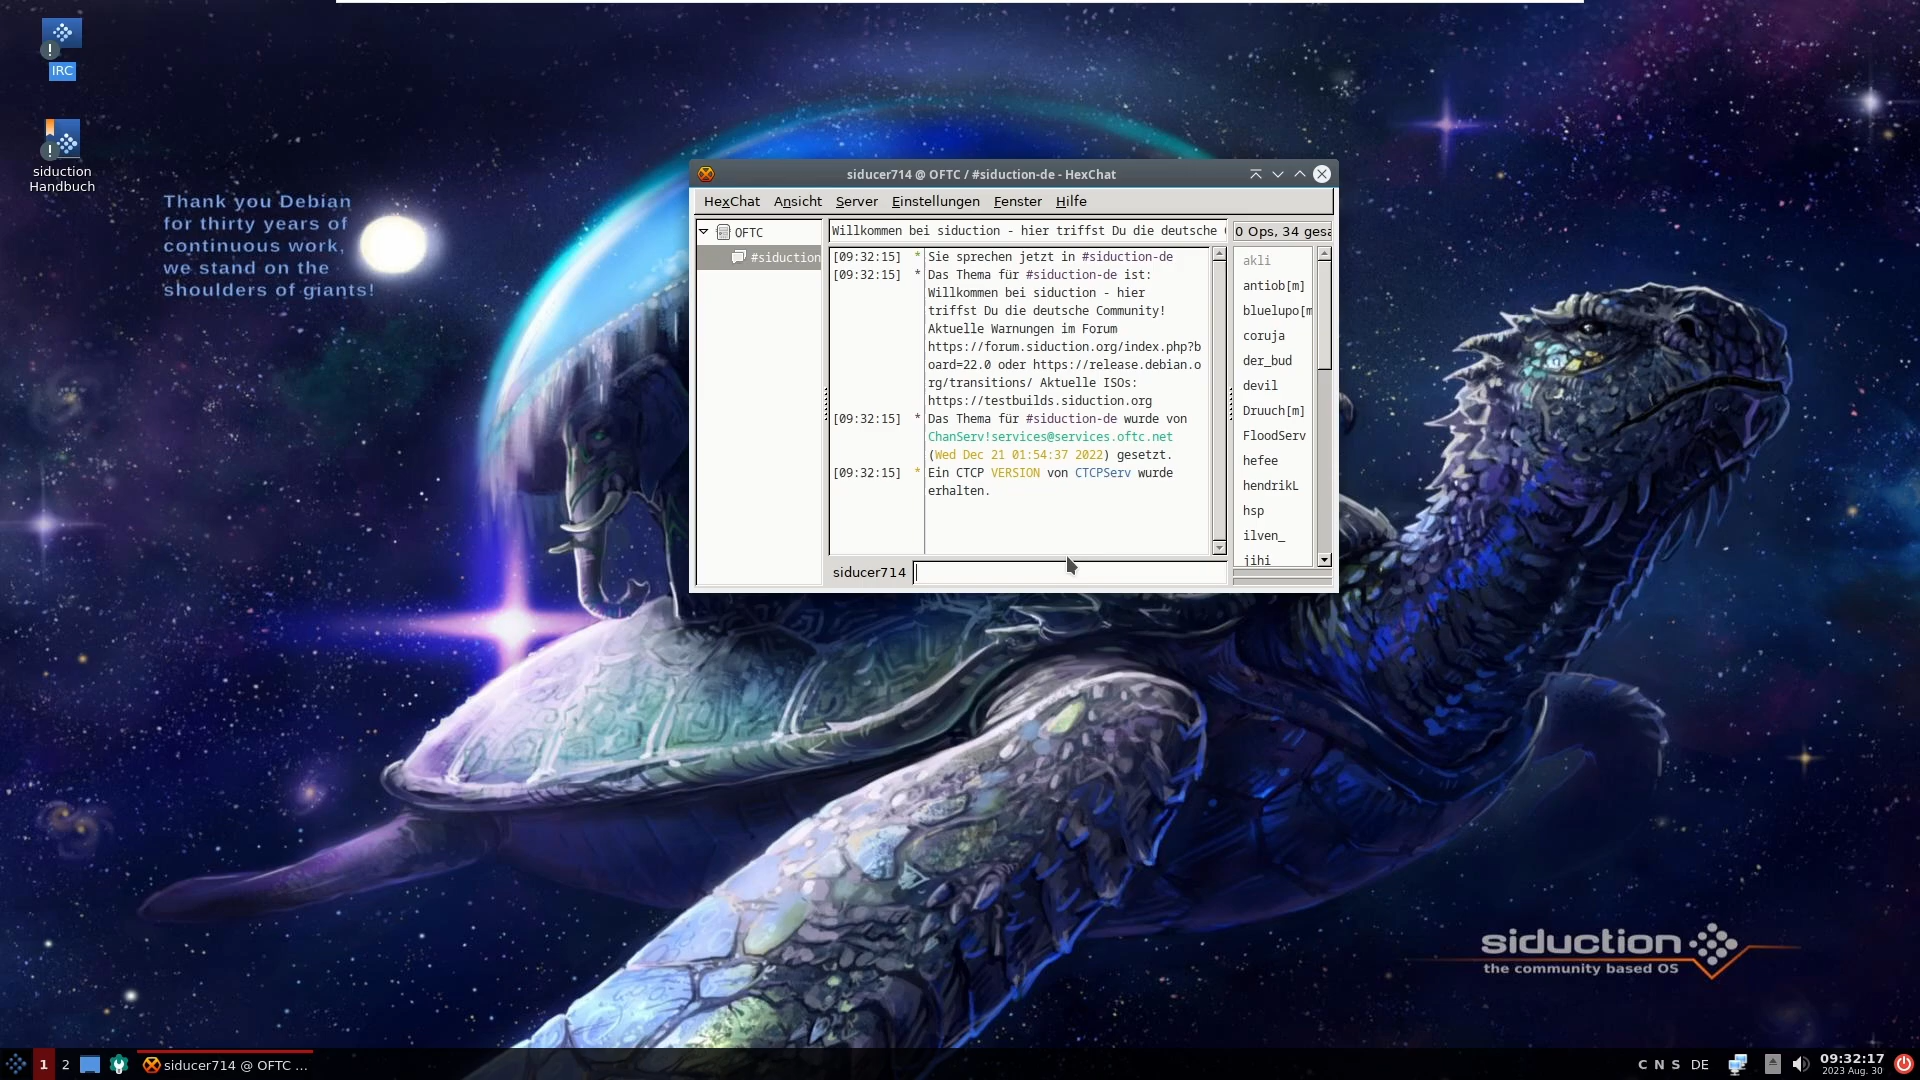 IRC
siduction
Handbuch
Thank you Debian
for thirty years of
continuous work,
we stand on the
shoulders of giants!
siducer714 @ OFTC / #siduction-de - HexChat
HexChat Ansicht Server Einstellungen Fenster Hilfe
OFTC
#siduction
Willkommen bei siduction - hier triffst Du die deutsche
0 Ops, 34 gesa
[09:32:15] * Sie sprechen jetzt in #siduction-de
[09:32:15] * Das Thema für #siduction-de ist:
Willkommen bei siduction - hier
triffst Du die deutsche Community!
Aktuelle Warnungen im Forum
https://forum.siduction.org/index.php?b
oard=22.0 oder https://release.debian.o
rg/transitions/ Aktuelle ISOs:
https://testbuilds.siduction.org
[09:32:15] * Das Thema für #siduction-de wurde von
ChanServ!services@services.oftc.net
(Wed Dec 21 01:54:37 2022) gesetzt.
[09:32:15] * Ein CTCP VERSION von CTCPServ wurde
erhalten.
akli
antiob[m]
bluelupo[m
coruja
der_bud
devil
Druuch[m]
FloodServ
hefee
hendrikL
hsp
ilven_
jihi
siducer714
siduction
the community based OS
1 2 siducer714 @ OFTC ...
C N S DE
09:32:17
2023 Aug. 30